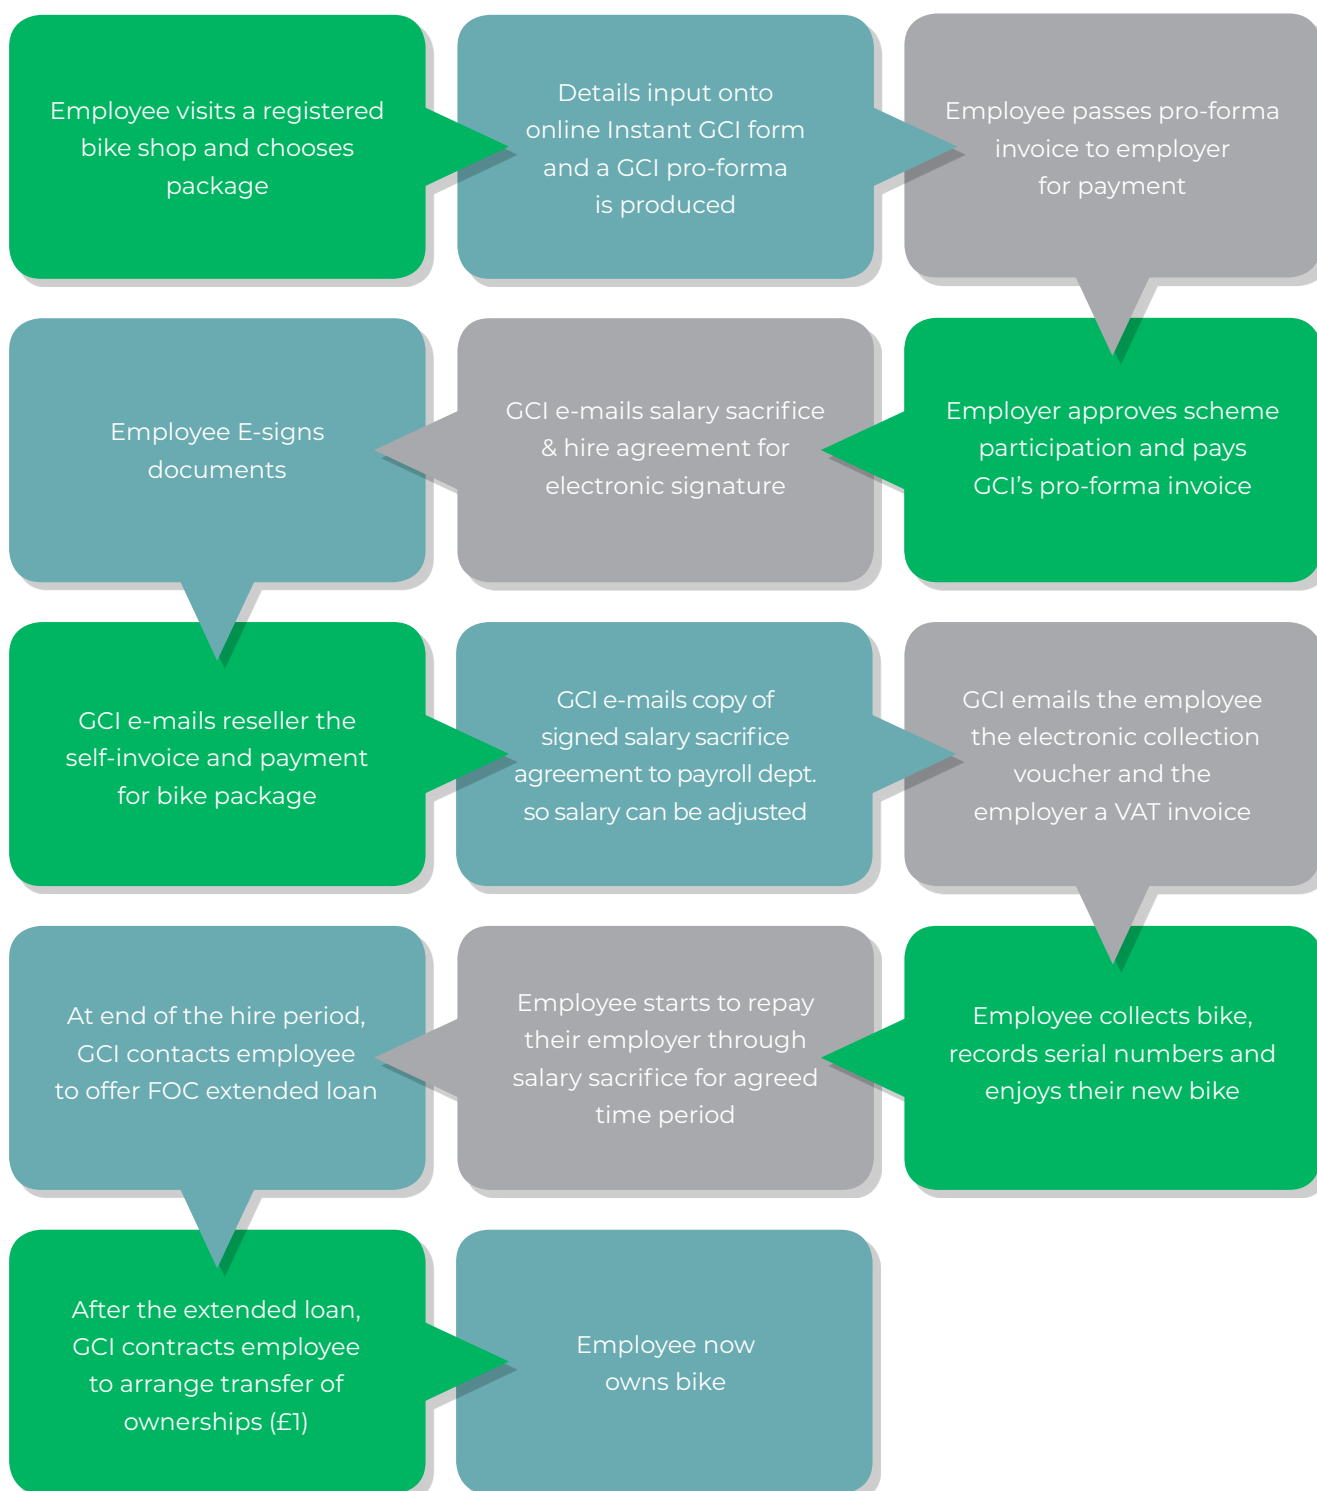 Employee visits a registered
bike shop and chooses
package
Details input onto
online Instant GCI form
and a GCI pro-forma
is produced
Employee passes pro-forma
invoice to employer
for payment
Employer approves scheme
participation and pays
GCI’s pro-forma invoice
GCI e-mails salary sacrifice
& hire agreement for
electronic signature
Employee E-signs
documents
GCI e-mails reseller the
self-invoice and payment
for bike package
GCI e-mails copy of
signed salary sacrifice
agreement to payroll dept.
so salary can be adjusted
GCI emails the employee
the electronic collection
voucher and the
employer a VAT invoice
Employee collects bike,
records serial numbers and
enjoys their new bike
Employee starts to repay
their employer through
salary sacrifice for agreed
time period
At end of the hire period,
GCI contacts employee
to offer FOC extended loan
After the extended loan,
GCI contracts employee
to arrange transfer of
ownerships (£1)
Employee now
owns bike